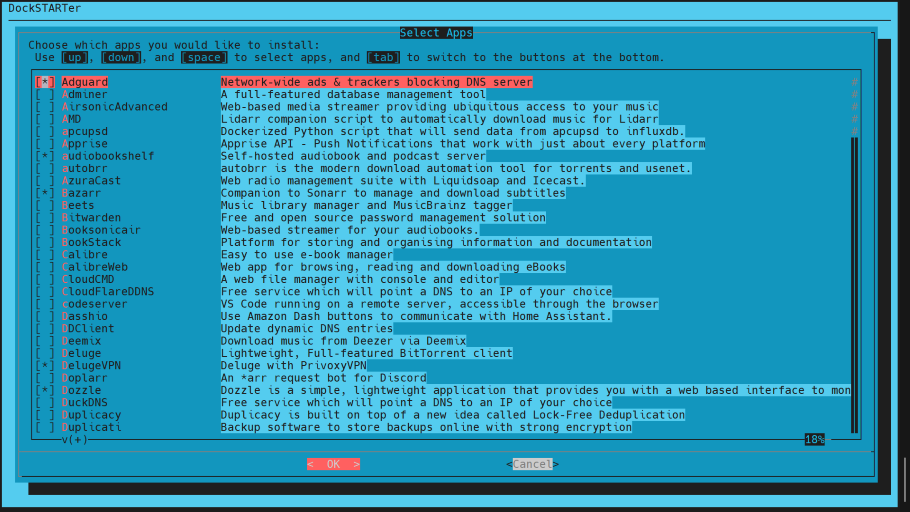 DockSTARTer
Select Apps
Choose which apps you would like to install:
Use [up], [down], and [space] to select apps, and [tab] to switch to the buttons at the bottom.
[*] Adguard Network-wide ads & trackers blocking DNS server
[ ] Adminer A full-featured database management tool
[ ] AirsonicAdvanced Web-based media streamer providing ubiquitous access to your music
[ ] AMD Lidarr companion script to automatically download music for Lidarr
[ ] apcupsd Dockerized Python script that will send data from apcupsd to influxdb.
[ ] Apprise Apprise API - Push Notifications that work with just about every platform
[*] audiobookshelf Self-hosted audiobook and podcast server
[ ] autobrr autobrr is the modern download automation tool for torrents and usenet.
[ ] AzuraCast Web radio management suite with Liquidsoap and Icecast.
[*] Bazarr Companion to Sonarr to manage and download subtitles
[ ] Beets Music library manager and MusicBrainz tagger
[ ] Bitwarden Free and open source password management solution
[ ] Booksonicair Web-based streamer for your audiobooks.
[ ] BookStack Platform for storing and organising information and documentation
[ ] Calibre Easy to use e-book manager
[ ] CalibreWeb Web app for browsing, reading and downloading eBooks
[ ] CloudCMD A web file manager with console and editor
[ ] CloudFlareDDNS Free service which will point a DNS to an IP of your choice
[ ] codeserver VS Code running on a remote server, accessible through the browser
[ ] Dasshio Use Amazon Dash buttons to communicate with Home Assistant.
[ ] DDClient Update dynamic DNS entries
[ ] Deemix Download music from Deezer via Deemix
[ ] Deluge Lightweight, Full-featured BitTorrent client
[*] DelugeVPN Deluge with PrivoxyVPN
[ ] Doplarr An *arr request bot for Discord
[*] Dozzle Dozzle is a simple, lightweight application that provides you with a web based interface to mon
[ ] DuckDNS Free service which will point a DNS to an IP of your choice
[ ] Duplicacy Duplicacy is built on top of a new idea called Lock-Free Deduplication
[ ] Duplicati Backup software to store backups online with strong encryption
v(+) 18%
< OK > <Cancel>